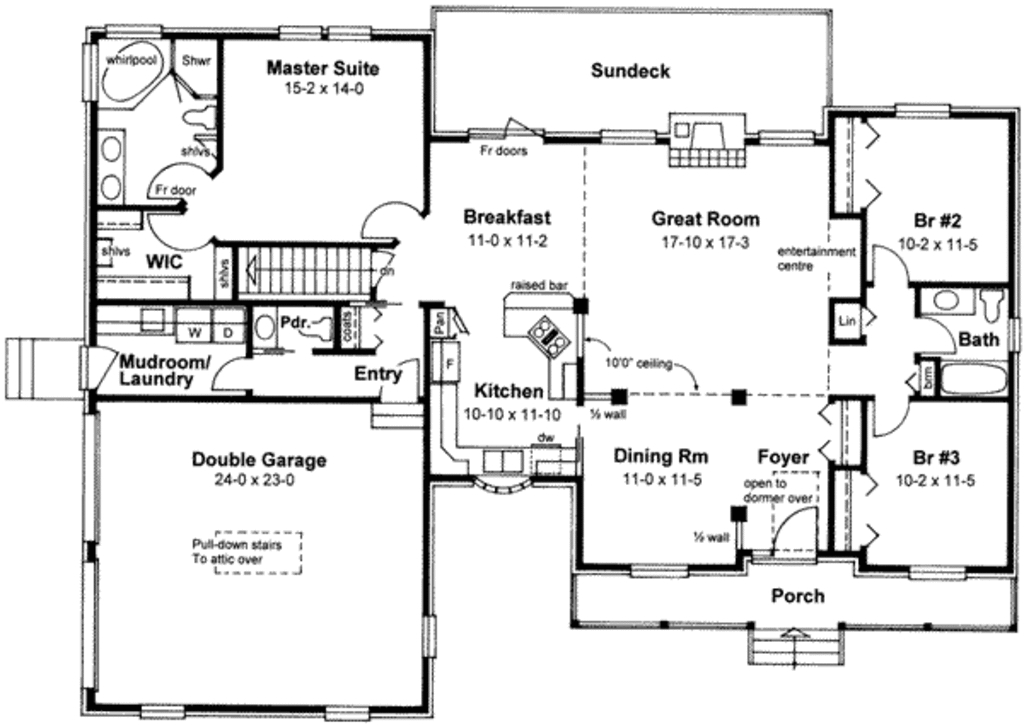 Sundeck
whirlpool
Shwr
Master Suite
15-2 x 14-0
shlvs
Fr door
Fr doors
Breakfast
11-0 x 11-2
Great Room
17-10 x 17-3
entertainment
centre
Br #2
10-2 x 11-5
shlvs
WIC
shlvs
dn
raised bar
Lin
Bath
brm
W
D
Pdr.
coats
Pan
F
Mudroom/
Laundry
Entry
Kitchen
10-10 x 11-10
10'0" ceiling
½ wall
dw
Double Garage
24-0 x 23-0
Dining Rm
11-0 x 11-5
Foyer
open to
dormer over
Br #3
10-2 x 11-5
½ wall
Pull-down stairs
To attic over
Porch